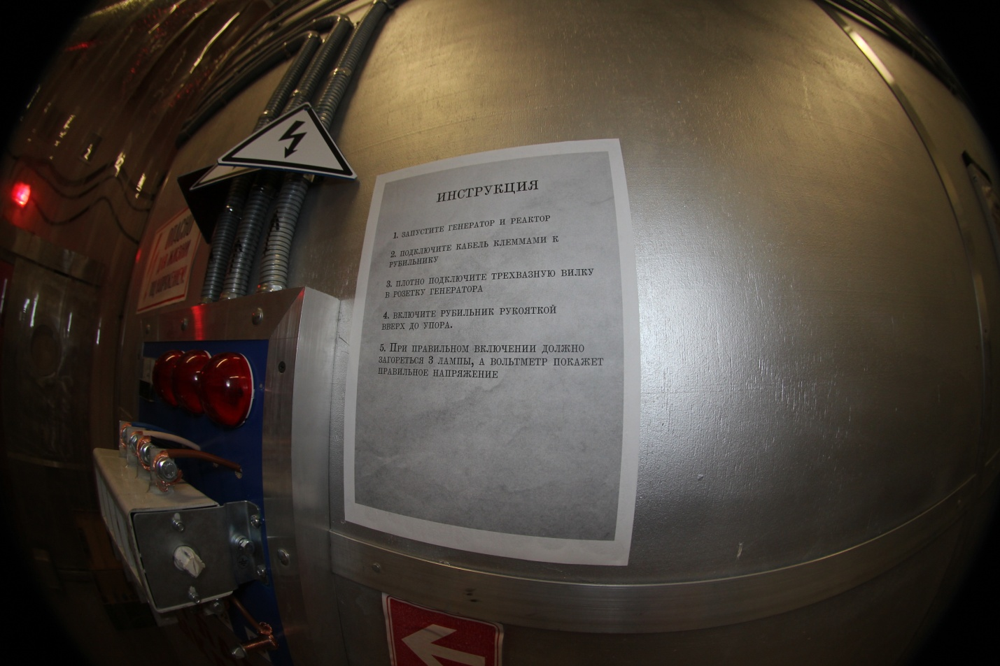 ИНСТРУКЦИЯ
1. ЗАПУСТИТЕ ГЕНЕРАТОР И РЕАКТОР
2. ПОДКЛЮЧИТЕ КАБЕЛЬ КЛЕММАМИ К
РУБИЛЬНИКУ
3. ПЛОТНО ПОДКЛЮЧИТЕ ТРЕХВАЗНУЮ ВИЛКУ
В РОЗЕТКУ ГЕНЕРАТОРА
4. ВКЛЮЧИТЕ РУБИЛЬНИК РУКОЯТКОЙ
ВВЕРХ ДО УПОРА.
5. ПРИ ПРАВИЛЬНОМ ВКЛЮЧЕНИИ ДОЛЖНО
ЗАГОРЕТЬСЯ 3 ЛАМПЫ, А ВОЛЬТМЕТР ПОКАЖЕТ
ПРАВИЛЬНОЕ НАПРЯЖЕНИЕ